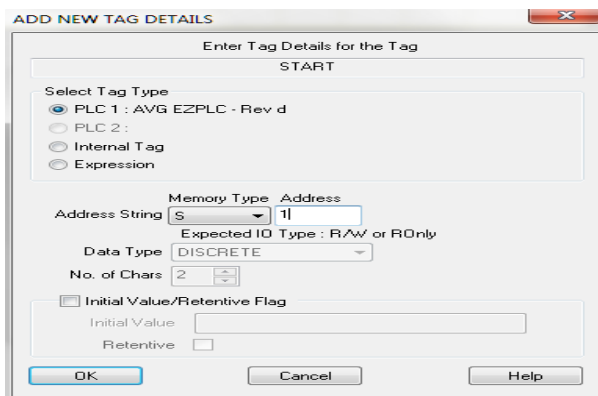 ADD NEW TAG DETAILS
Enter Tag Details for the Tag
START
Select Tag Type
PLC 1 : AVG EZPLC - Rev d
PLC 2 :
Internal Tag
Expression
Memory Type Address
Address String S 1
Expected IO Type : R/W or ROnly
Data Type DISCRETE
No. of Chars 2
Initial Value/Retentive Flag
Initial Value
Retentive
OK Cancel Help